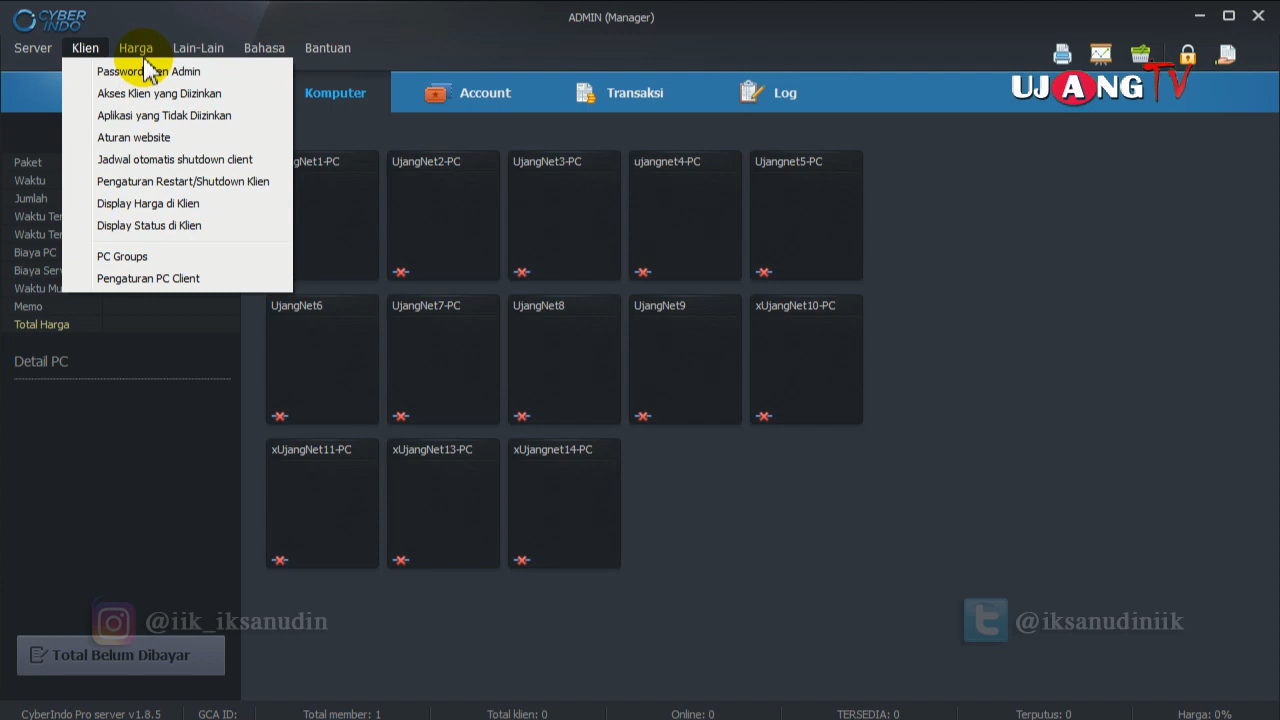 CYBER
INDO
ADMIN (Manager)
Server Klien Harga Lain-Lain Bahasa Bantuan
UJANG TV
Komputer Account Transaksi Log
Admin
Akses Klien yang Diizinkan
Aplikasi yang Tidak Diizinkan
Aturan website
Jadwal otomatis shutdown client
Pengaturan Restart/Shutdown Klien
Display Harga di Klien
Display Status di Klien
PC Groups
Pengaturan PC Client
Paket
Waktu
Jumlah
Waktu
Waktu
Biaya PC
Biaya
Waktu
Memo
Total Harga
Detail PC
UjangNet2-PC UjangNet3-PC ujangnet4-PC Ujangnet5-PC
UjangNet6 UjangNet7-PC UjangNet8 UjangNet9 xUjangNet10-PC
xUjangNet11-PC xUjangNet13-PC xUjangnet14-PC
@iik_iksanudin @iksanudiniik
Total Belum Dibayar
CyberIndo Pro server v1.8.5 GCA ID: Total member: 1 Total klien: 0 Online: 0 TERSEDIA: 0 Terputus: 0 Harga: 0%